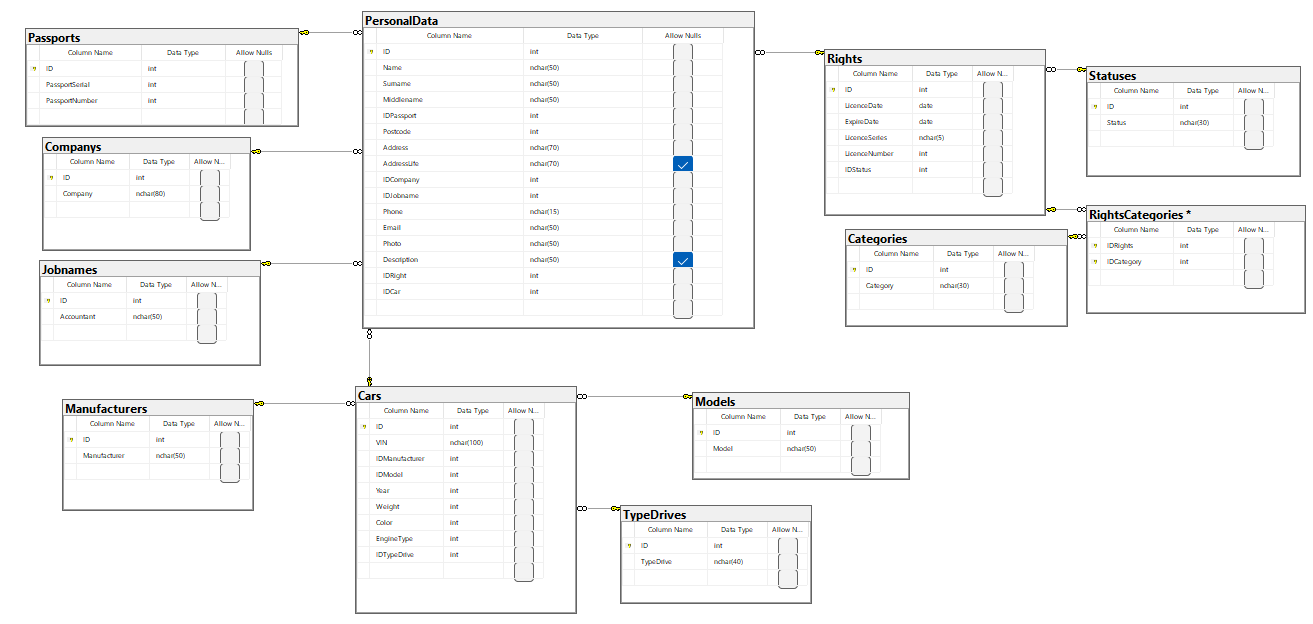 Passports
Column Name Data Type Allow Nulls
ID int
PassportSerial int
PassportNumber int
Companys
Column Name Data Type Allow N...
ID int
Company nchar(80)
Jobnames
Column Name Data Type Allow N...
ID int
Accountant nchar(50)
PersonalData
Column Name Data Type Allow Nulls
ID int
Name nchar(50)
Surname nchar(50)
Middlename nchar(50)
IDPassport int
Postcode int
Address nchar(70)
AddressLife nchar(70)
IDCompany int
IDJobname int
Phone nchar(15)
Email nchar(50)
Photo nchar(50)
Description nchar(50)
IDRight int
IDCar int
Rights
Column Name Data Type Allow N...
ID int
LicenceDate date
ExpireDate date
LicenceSeries nchar(5)
LicenceNumber int
IDStatus int
Statuses
Column Name Data Type Allow N...
ID int
Status nchar(30)
RightsCategories *
Column Name Data Type Allow N...
IDRights int
IDCategory int
Categories
Column Name Data Type Allow N...
ID int
Category nchar(30)
Manufacturers
Column Name Data Type Allow N...
ID int
Manufacturer nchar(50)
Cars
Column Name Data Type Allow N...
ID int
VIN nchar(100)
IDManufacturer int
IDModel int
Year int
Weight int
Color int
EngineType int
IDTypeDrive int
Models
Column Name Data Type Allow N...
ID int
Model nchar(50)
TypeDrives
Column Name Data Type Allow N...
ID int
TypeDrive nchar(40)